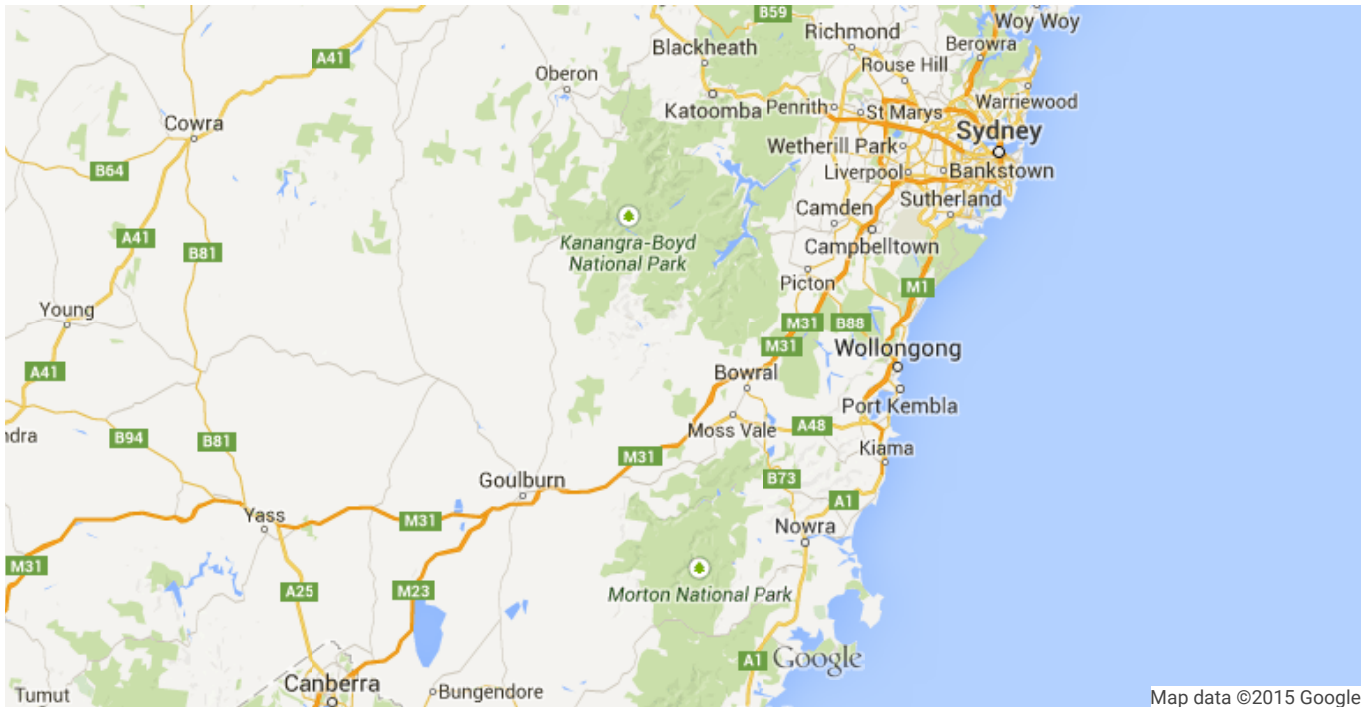 B59
Woy Woy
Richmond
Berowra
Blackheath
A41
Rouse Hill
Oberon
Warriewood
Katoomba
Penrith
St Marys
Cowra
Sydney
Wetherill Park
B64
Liverpool
Bankstown
Sutherland
Camden
A41
Kanangra-Boyd
National Park
Campbelltown
B81
Picton
M1
Young
M31
B88
M31
Wollongong
A41
Bowral
Port Kembla
Moss Vale
A48
ndra
B94
B81
Kiama
M31
Goulburn
B73
A1
Yass
M31
Nowra
M31
A25
M23
Morton National Park
A1
Google
Canberra
Bungendore
Tumut
Map data ©2015 Google